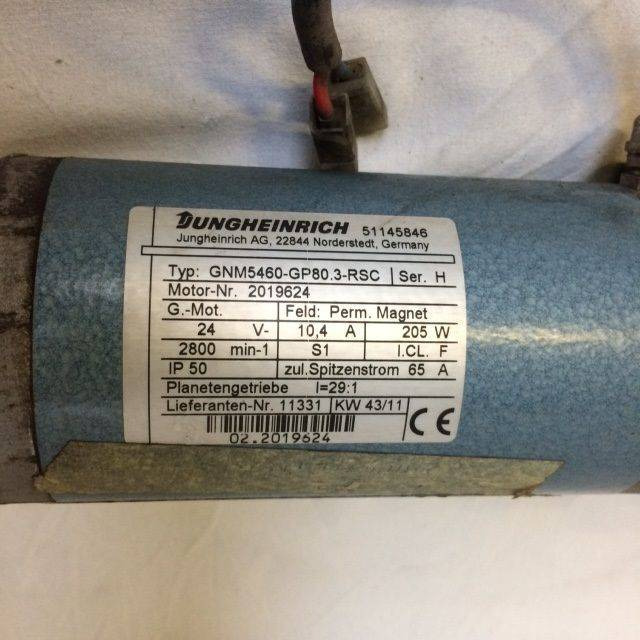 JUNGHEINRICH 51145846
Jungheinrich AG, 22844 Norderstedt, Germany
Typ: GNM5460-GP80.3-RSC Ser. H
Motor-Nr. 2019624
G.-Mot. Feld: Perm. Magnet
24 V- 10,4 A 205 W
2800 min-1 S1 I.CL. F
IP 50 zul.Spitzenstrom 65 A
Planetengetriebe I=29:1
Lieferanten-Nr. 11331 KW 43/11
CE
02.2019624